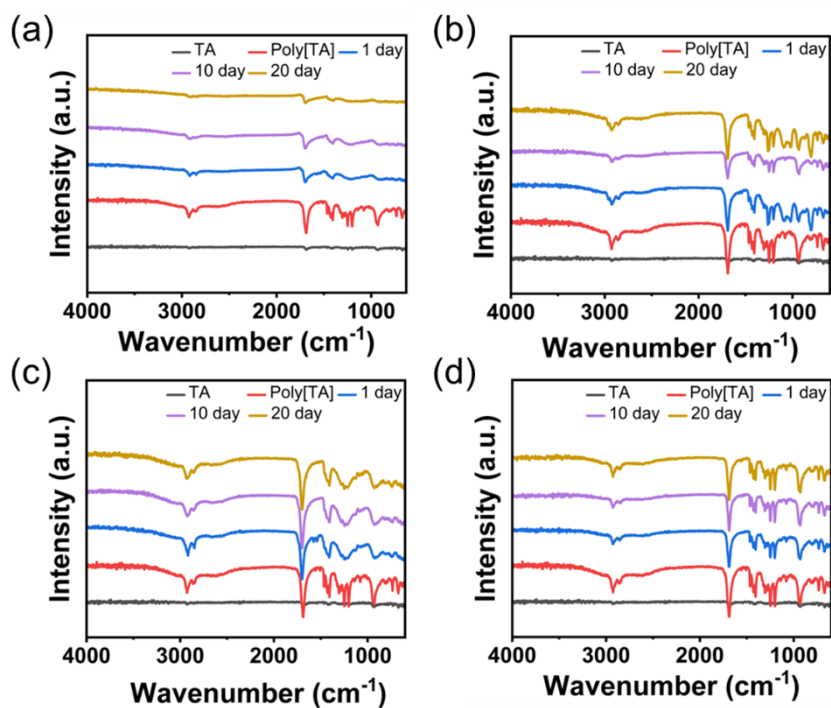 (a)
TA Poly[TA] 1 day
10 day 20 day
Intensity (a.u.)
4000 3000 2000 1000
Wavenumber (cm⁻¹)
(b)
TA Poly[TA] 1 day
10 day 20 day
Intensity (a.u.)
4000 3000 2000 1000
Wavenumber (cm⁻¹)
(c)
TA Poly[TA] 1 day
10 day 20 day
Intensity (a.u.)
4000 3000 2000 1000
Wavenumber (cm⁻¹)
(d)
TA Poly[TA] 1 day
10 day 20 day
Intensity (a.u.)
4000 3000 2000 1000
Wavenumber (cm⁻¹)